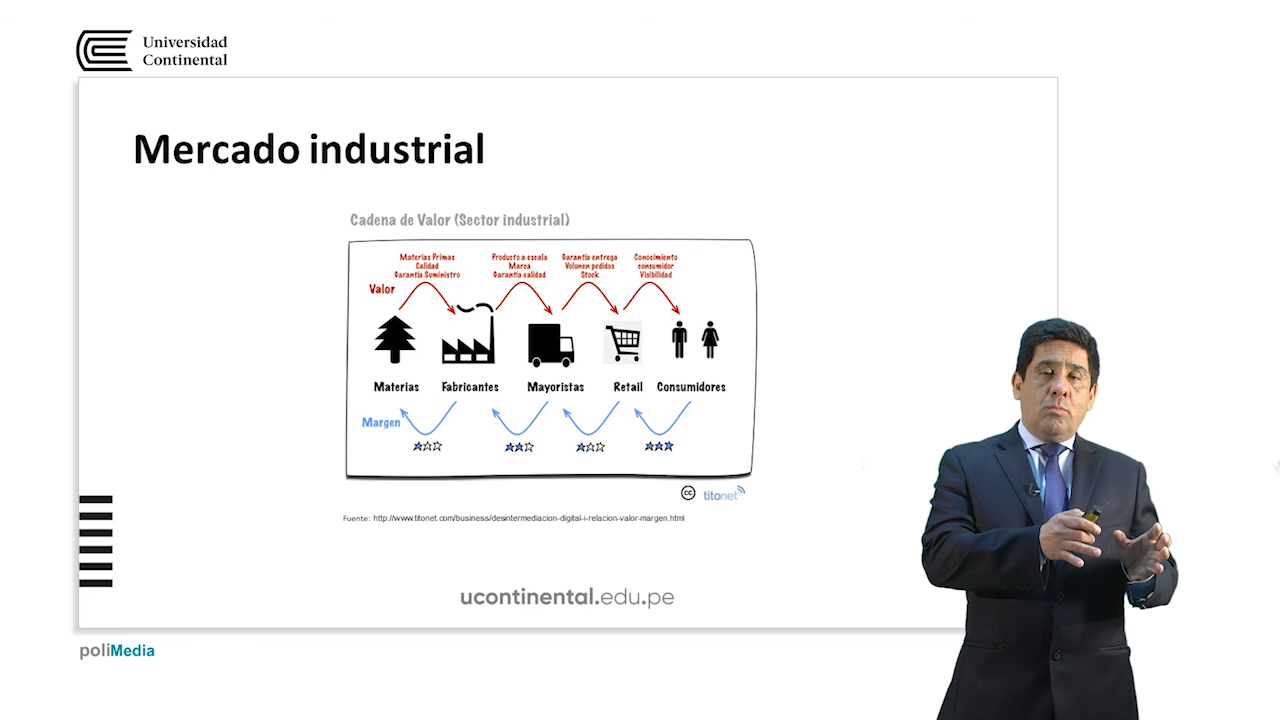 Universidad
Continental
Mercado industrial
Cadena de Valor (Sector industrial)
Materias Primas
Calidad
Garantía Suministro
Producto a escala
Marca
Garantía calidad
Garantía entrega
Volumen pedidos
Stock
Conocimiento
consumidor
Visibilidad
Valor
Materias Fabricantes Mayoristas Retail Consumidores
Margen
cc titonet
Fuente: http://www.titonet.com/business/desintermediacion-digital-i-relacion-valor-margen.html
ucontinental.edu.pe
poliMedia